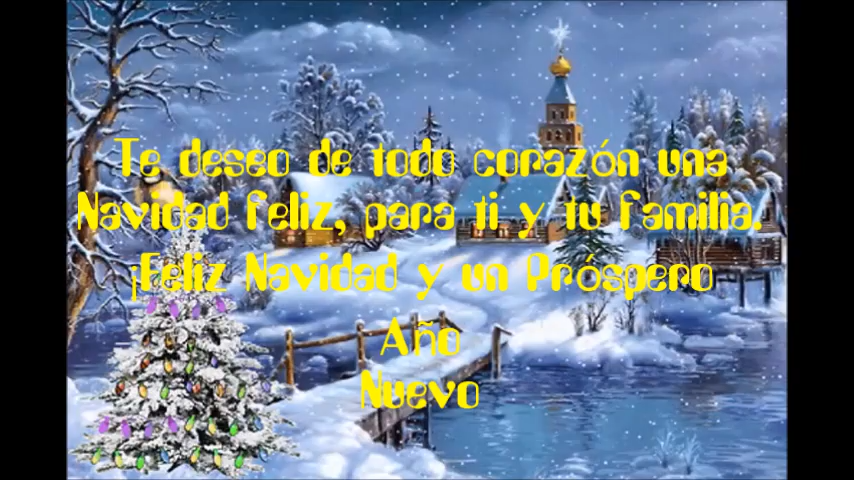 Te deseo de todo corazón una
Navidad feliz, para ti y tu familia.
¡Feliz Navidad y un Próspero
Año
Nuevo